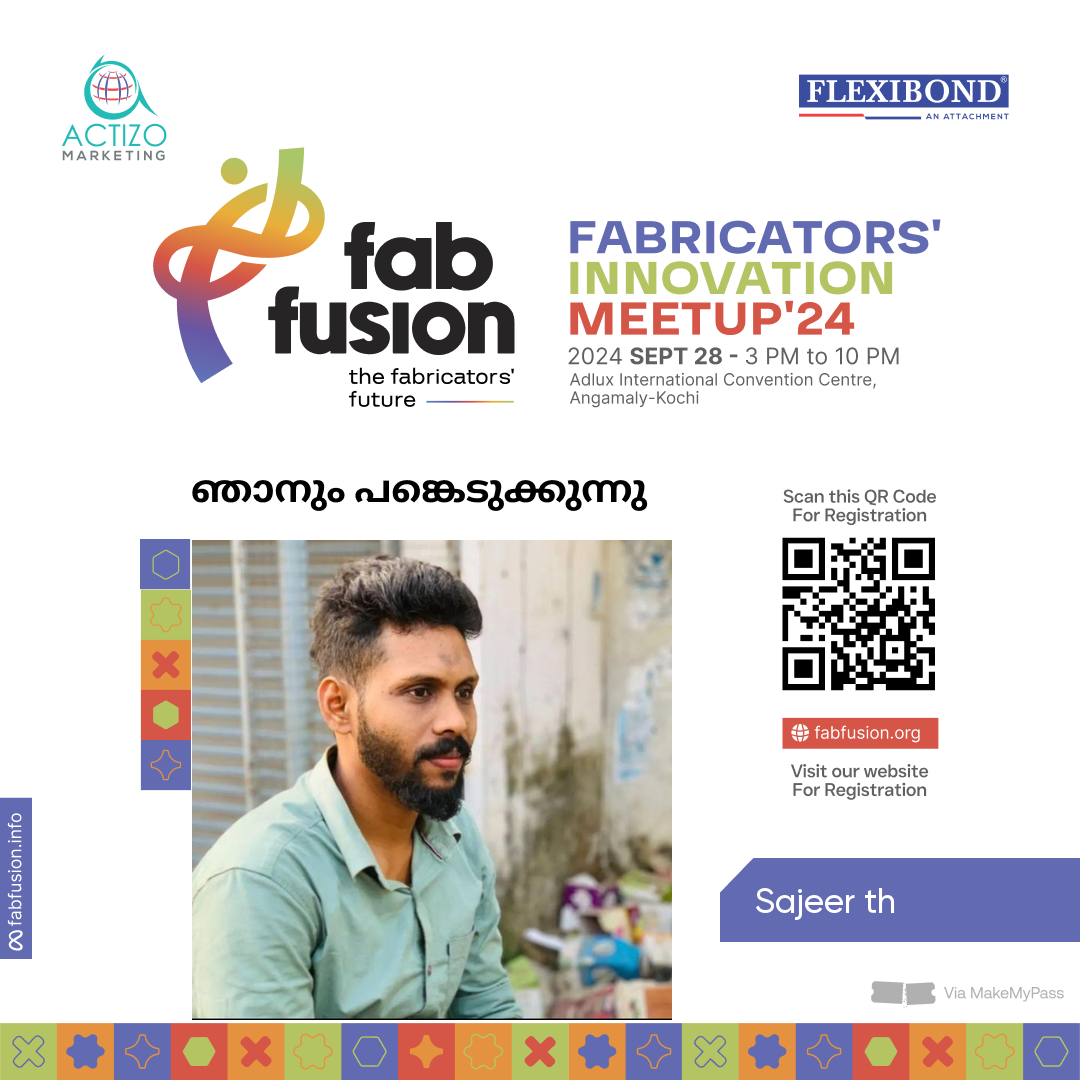 ACTIZO
MARKETING
FLEXIBOND®
AN ATTACHMENT
fab
fusion
the fabricators'
future
FABRICATORS'
INNOVATION
MEETUP'24
2024 SEPT 28 - 3 PM to 10 PM
Adlux International Convention Centre,
Angamaly-Kochi
ഞാനും പങ്കെടുക്കുന്നു
Scan this QR Code
For Registration
fabfusion.org
Visit our website
For Registration
fabfusion.info
Sajeer th
Via MakeMyPass